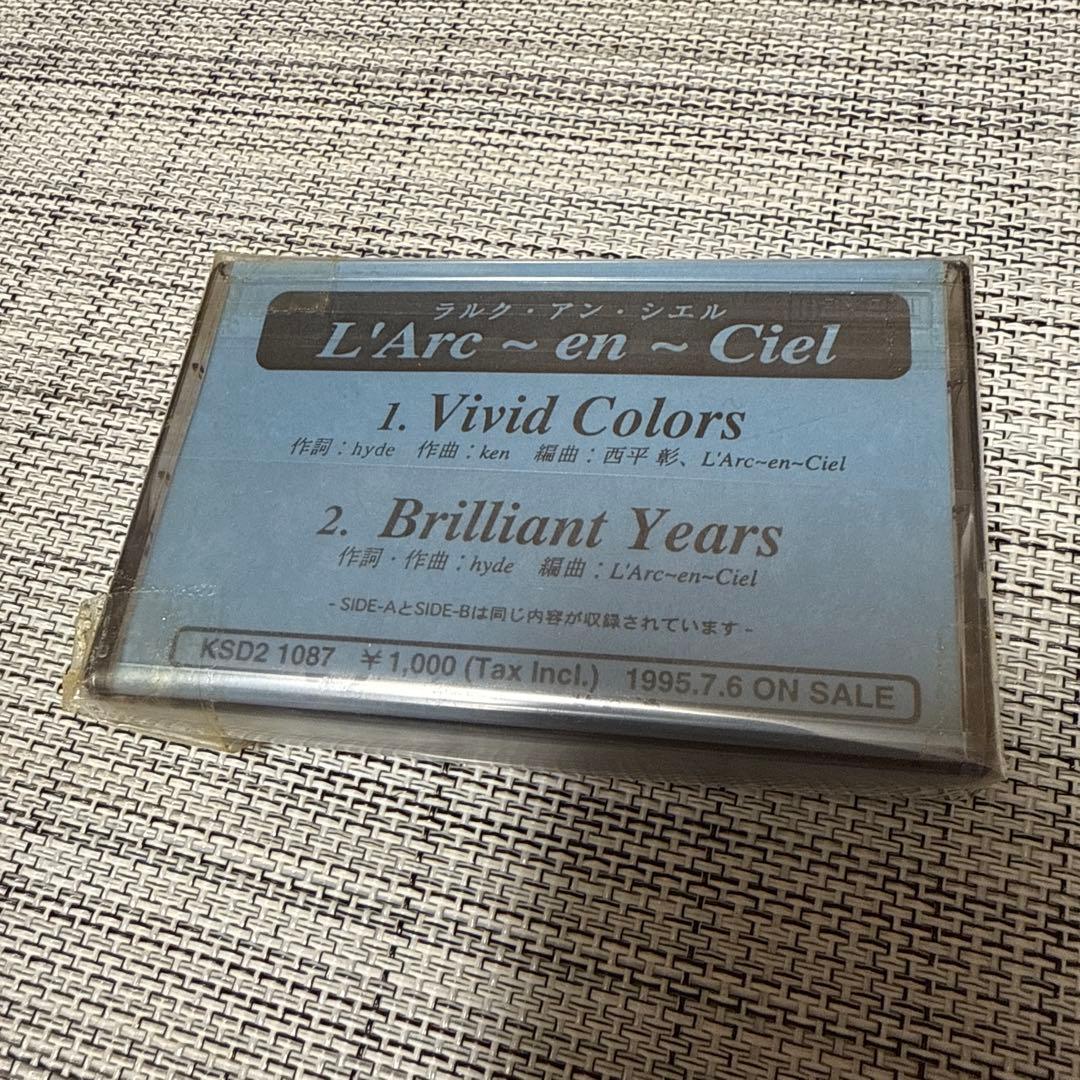 ラルク・アン・シエル
L'Arc ~ en ~ Ciel
1. Vivid Colors
作詞：hyde 作曲：ken 編曲：西平 彰、L'Arc~en~Ciel
2. Brilliant Years
作詞・作曲：hyde 編曲：L'Arc~en~Ciel
- SIDE-AとSIDE-Bは同じ内容が収録されています -
KSD2 1087 ￥1,000 (Tax Incl.) 1995.7.6 ON SALE